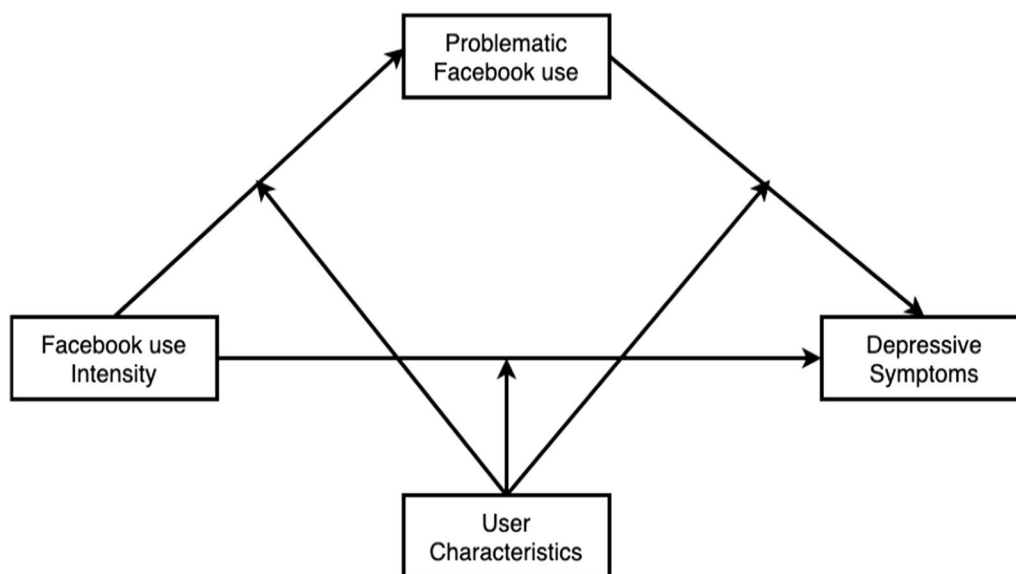 Problematic
Facebook use
Facebook use
Intensity
Depressive
Symptoms
User
Characteristics